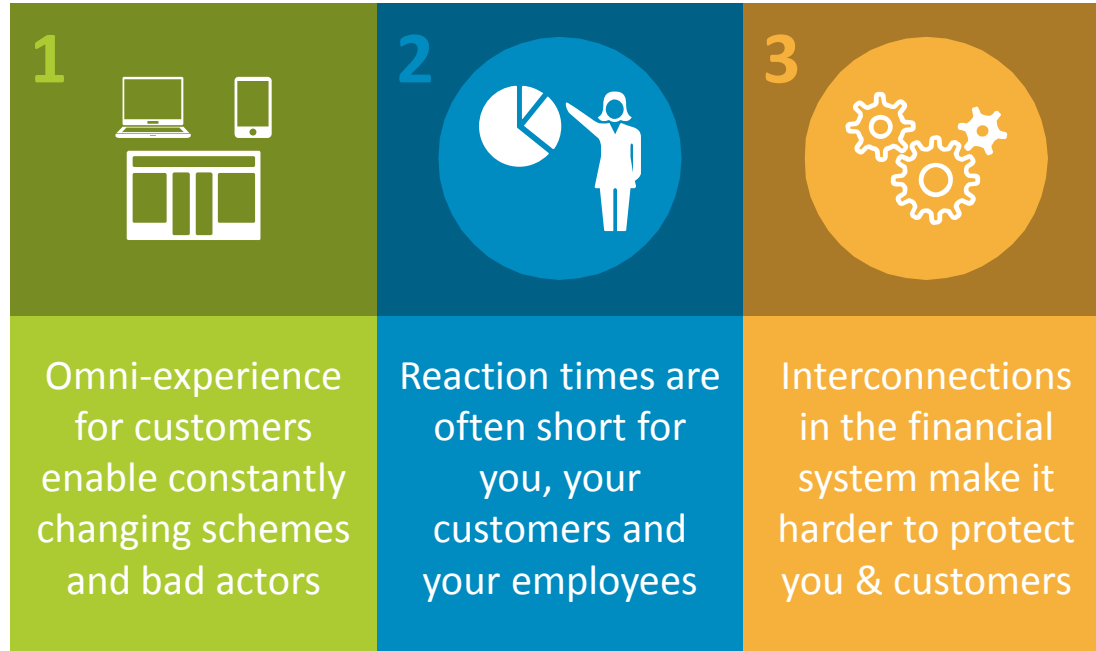 1
Omni-experience
for customers
enable constantly
changing schemes
and bad actors
2
Reaction times are
often short for
you, your
customers and
your employees
3
Interconnections
in the financial
system make it
harder to protect
you & customers